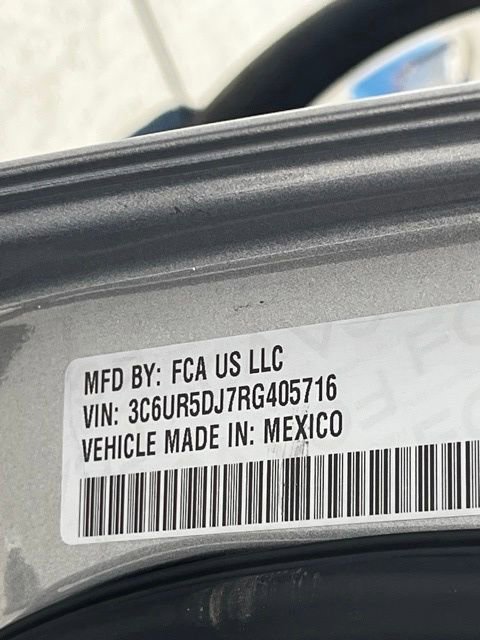 MFD BY: FCA US LLC
VIN: 3C6UR5DJ7RG405716
VEHICLE MADE IN: MEXICO